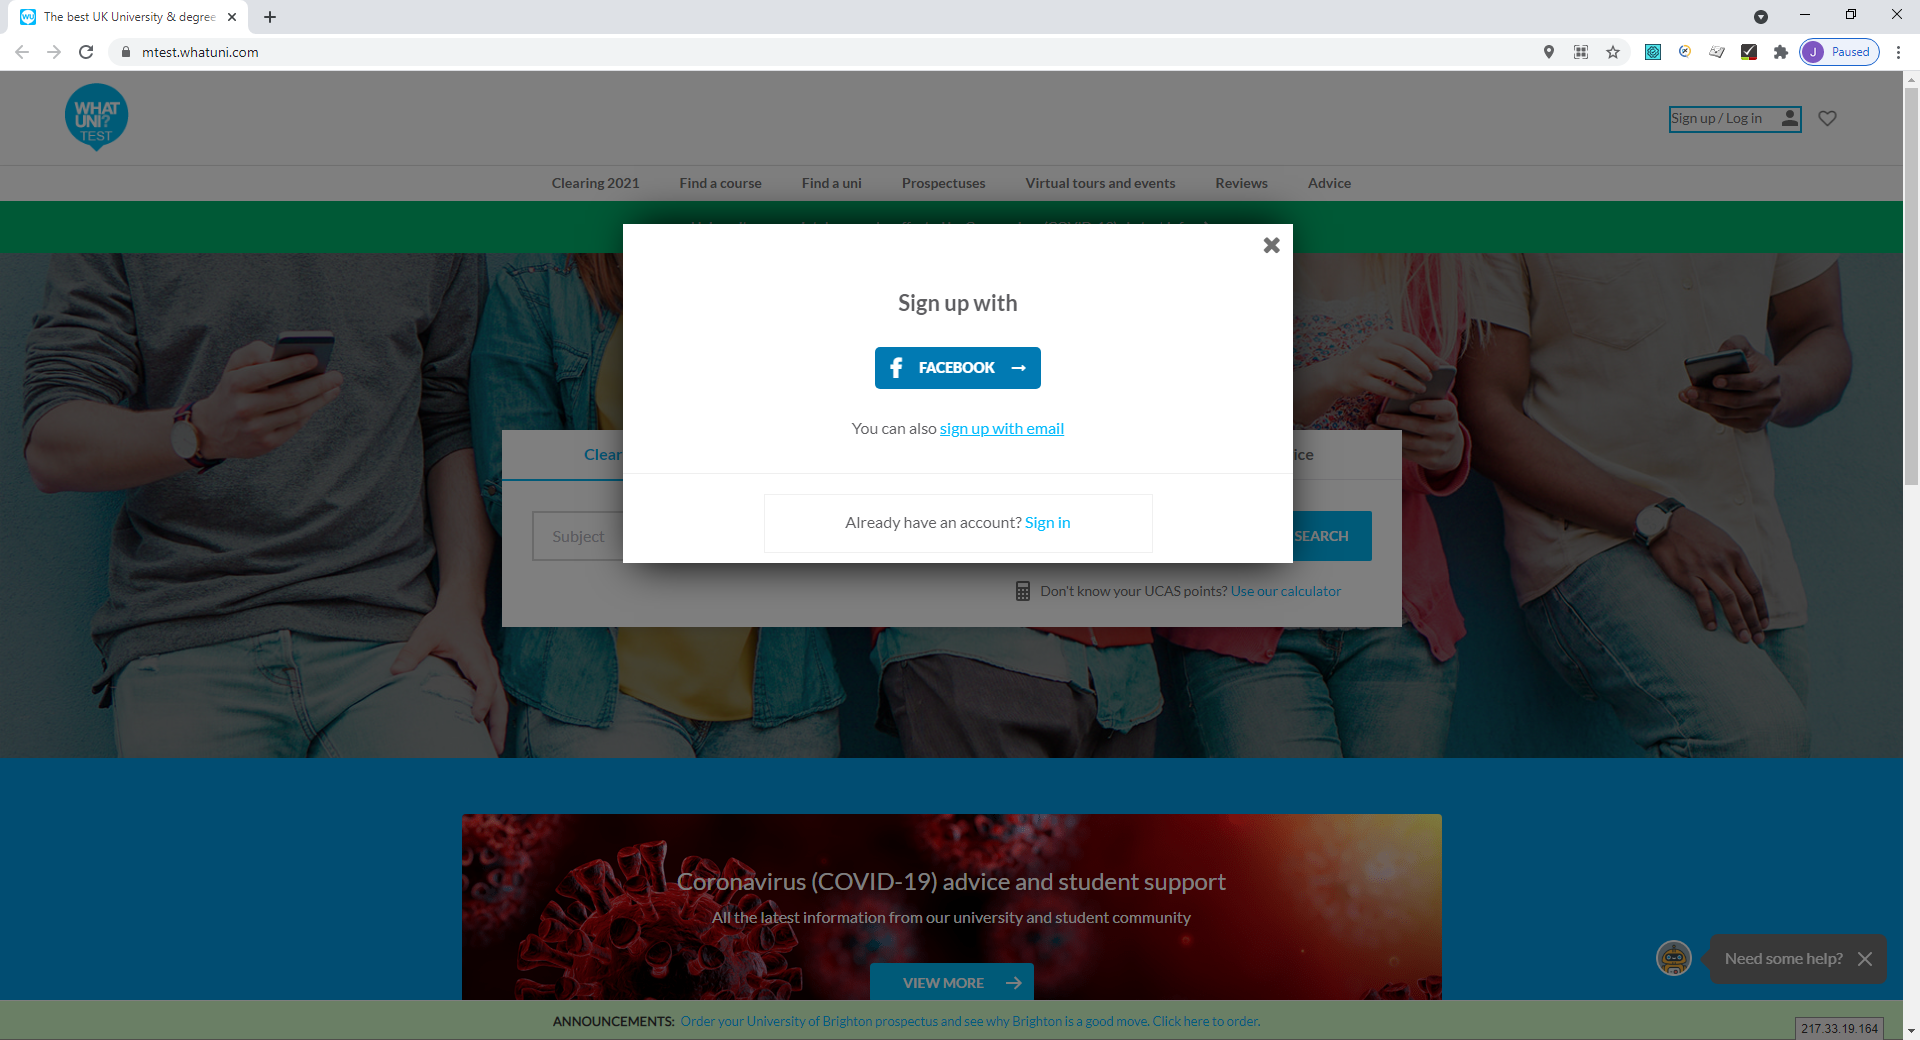 The best UK University & degree
mtest.whatuni.com
J Paused
WHAT
UNI?
TEST
Sign up / Log in
Clearing 2021
Find a course
Find a uni
Prospectuses
Virtual tours and events
Reviews
Advice
Sign up with
FACEBOOK
You can also sign up with email
Already have an account? Sign in
Clear
ice
Subject
SEARCH
Don't know your UCAS points? Use our calculator
Coronavirus (COVID-19) advice and student support
All the latest information from our university and student community
VIEW MORE
Need some help?
ANNOUNCEMENTS: Order your University of Brighton prospectus and see why Brighton is a good move. Click here to order.
217.33.19.164